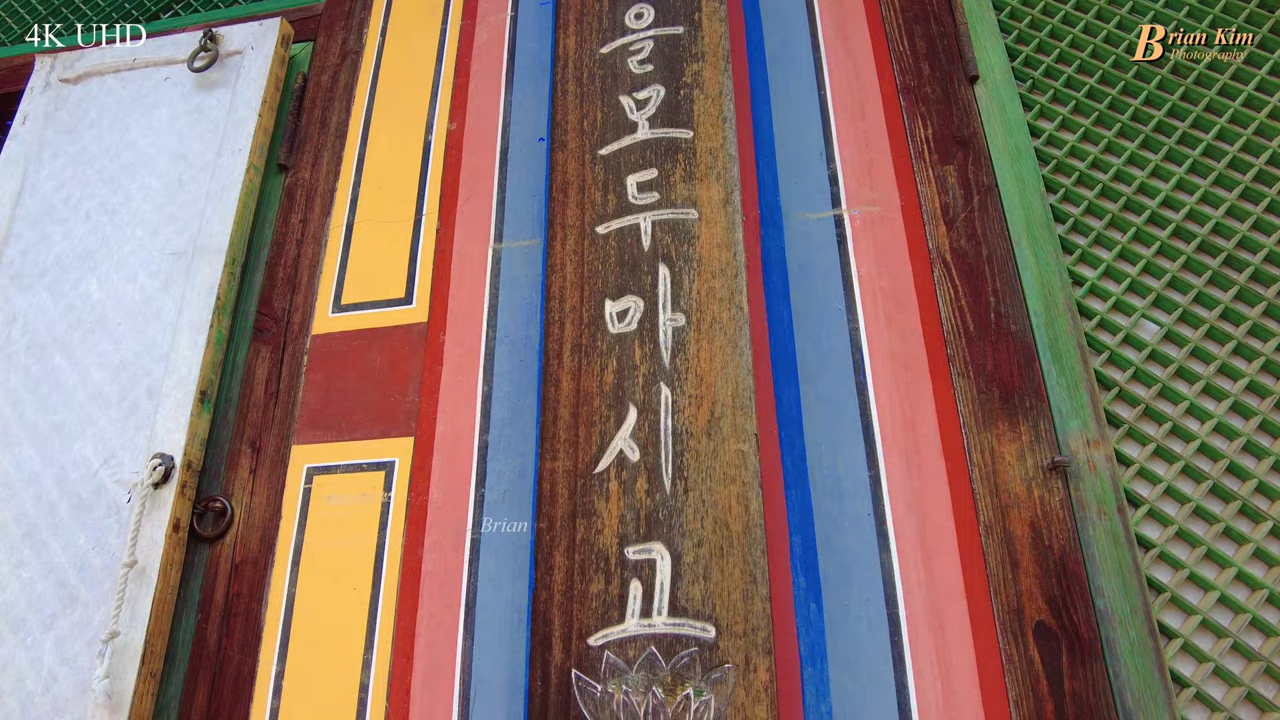 4K UHD
Brian Kim
Photography
을모두마시고
Brian